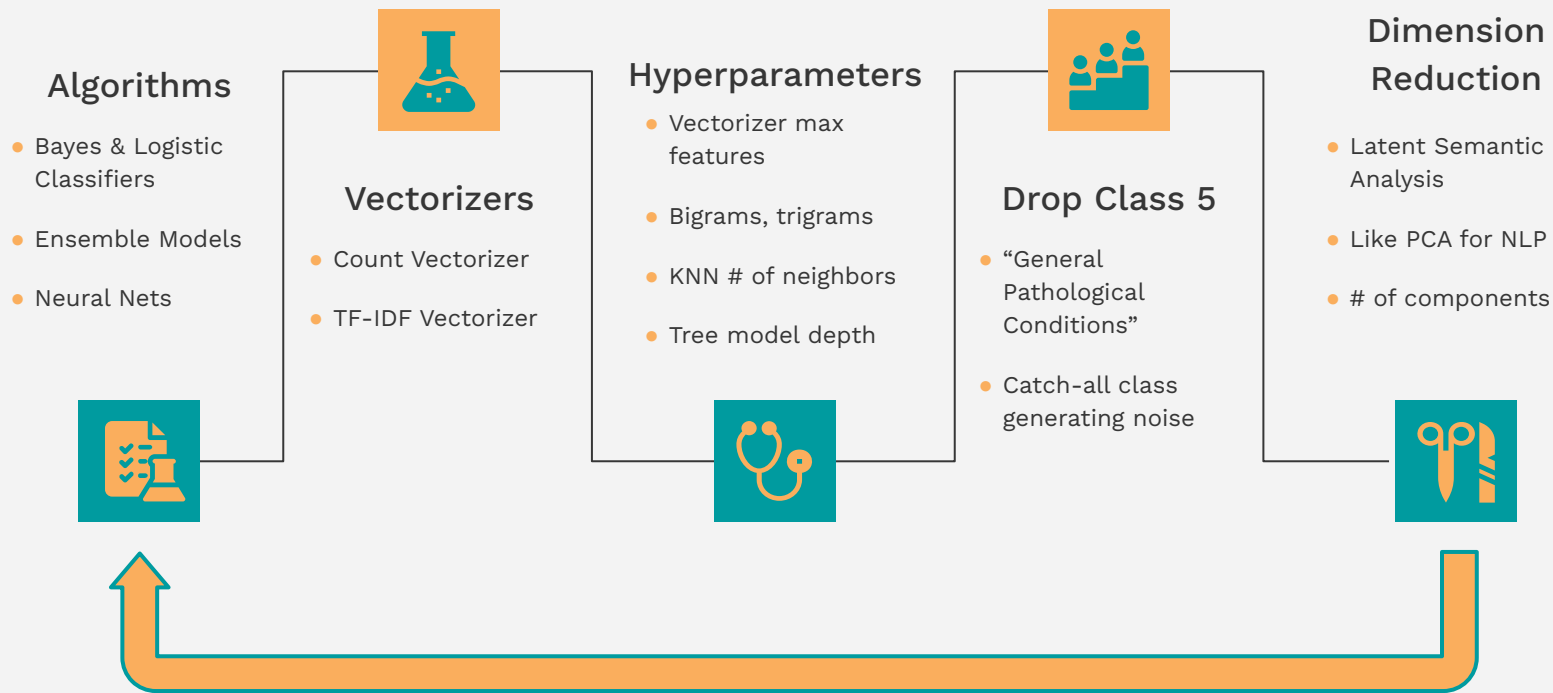 Algorithms
Bayes & Logistic
Classifiers
Ensemble Models
Neural Nets
Vectorizers
Count Vectorizer
TF-IDF Vectorizer
Hyperparameters
Vectorizer max
features
Bigrams, trigrams
KNN # of neighbors
Tree model depth
Drop Class 5
“General
Pathological
Conditions”
Catch-all class
generating noise
Dimension
Reduction
Latent Semantic
Analysis
Like PCA for NLP
# of components